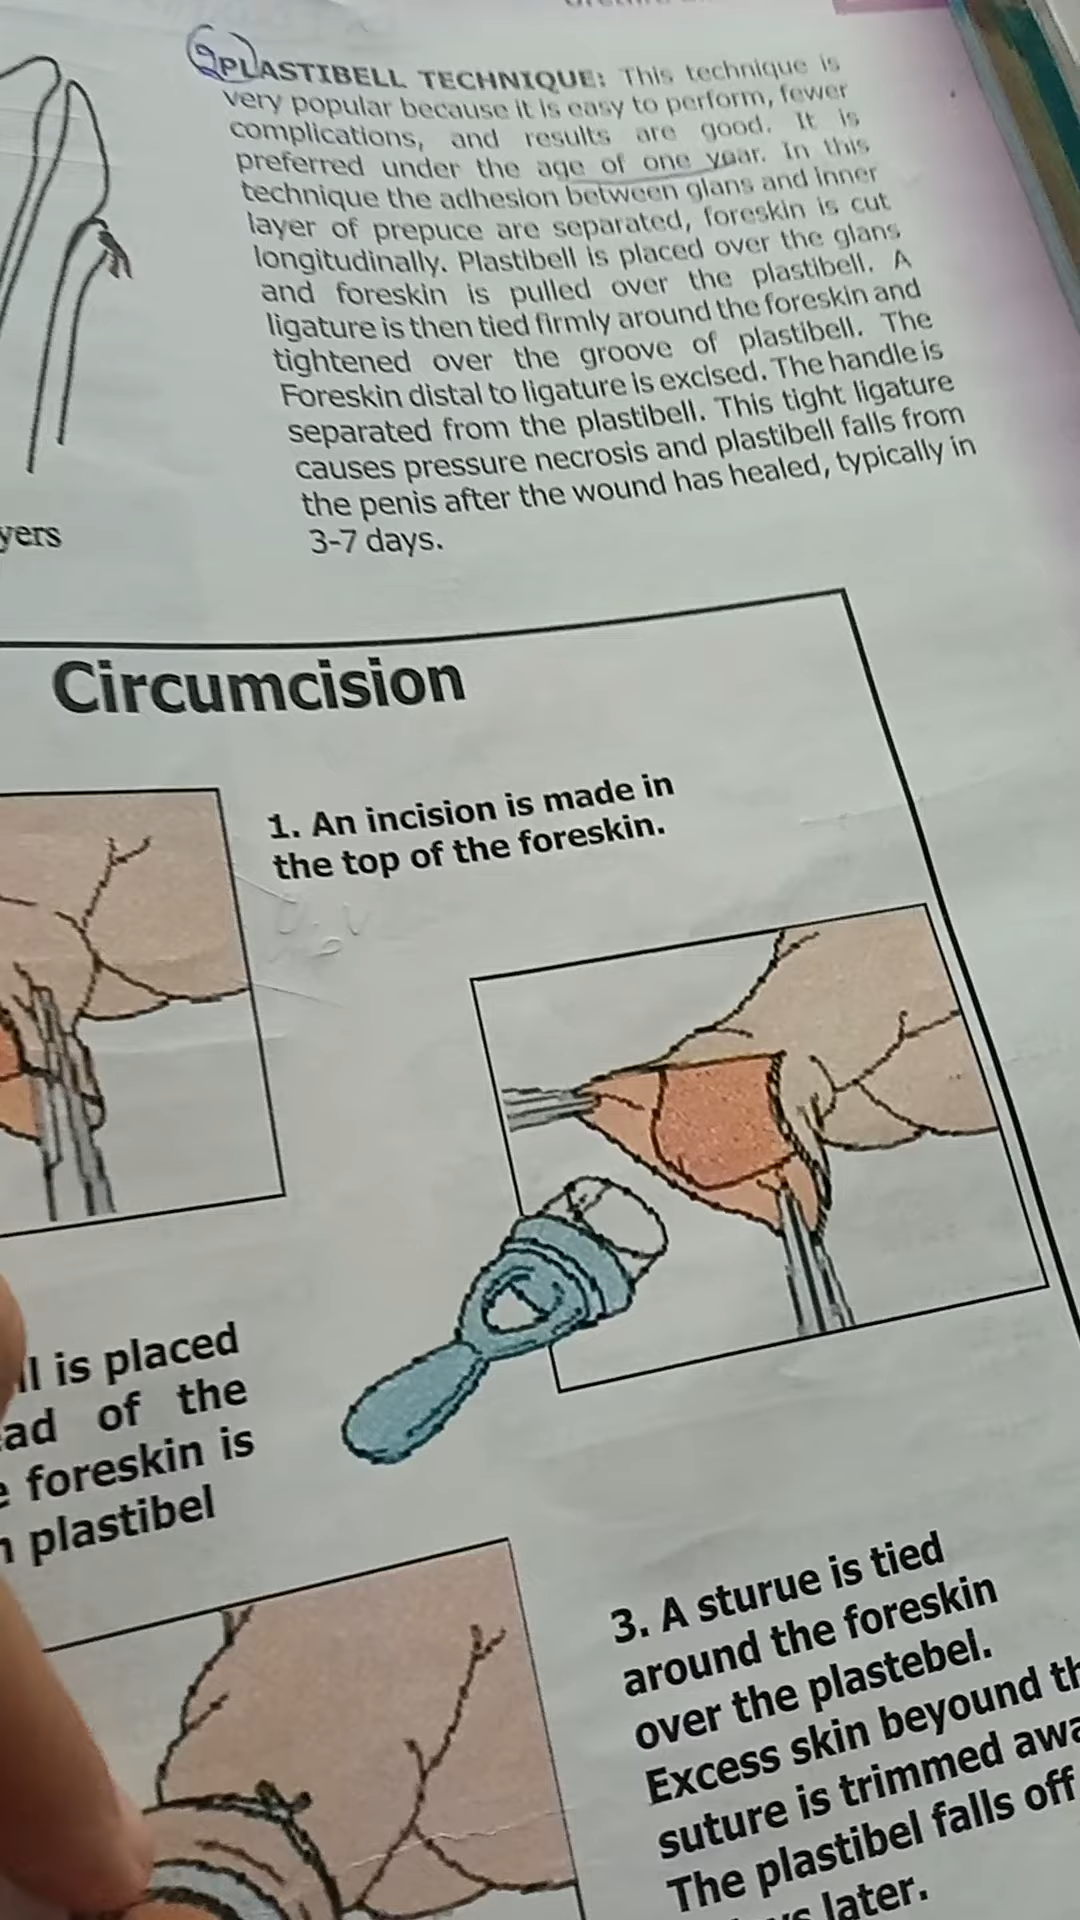 2) PLASTIBELL TECHNIQUE: This technique is
very popular because it is easy to perform, fewer
complications, and results are good. It is
preferred under the age of one year. In this
technique the adhesion between glans and inner
layer of prepuce are separated, foreskin is cut
longitudinally. Plastibell is placed over the glans
and foreskin is pulled over the plastibell. A
ligature is then tied firmly around the foreskin and
tightened over the groove of plastibell. The
Foreskin distal to ligature is excised. The handle is
separated from the plastibell. This tight ligature
causes pressure necrosis and plastibell falls from
the penis after the wound has healed, typically in
3-7 days.
yers
Circumcision
1. An incision is made in
the top of the foreskin.
ll is placed
ead of the
e foreskin is
plastibel
3. A sturue is tied
around the foreskin
over the plastebel.
Excess skin beyound th
suture is trimmed awa
The plastibel falls off
later.